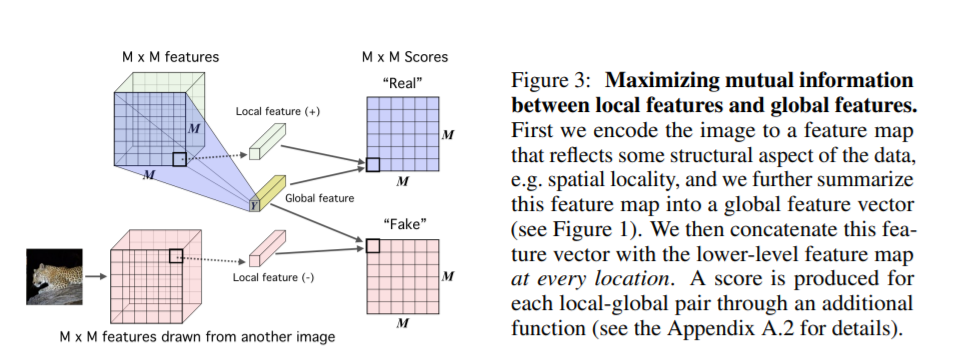 M x M features
M x M Scores
“Real”
Local feature (+)
M
M
M
M
Global feature
Y
“Fake”
Local feature (-)
M
M
M x M features drawn from another image
Figure 3: Maximizing mutual information
between local features and global features.
First we encode the image to a feature map
that reflects some structural aspect of the data,
e.g. spatial locality, and we further summarize
this feature map into a global feature vector
(see Figure 1). We then concatenate this fea-
ture vector with the lower-level feature map
at every location. A score is produced for
each local-global pair through an additional
function (see the Appendix A.2 for details).